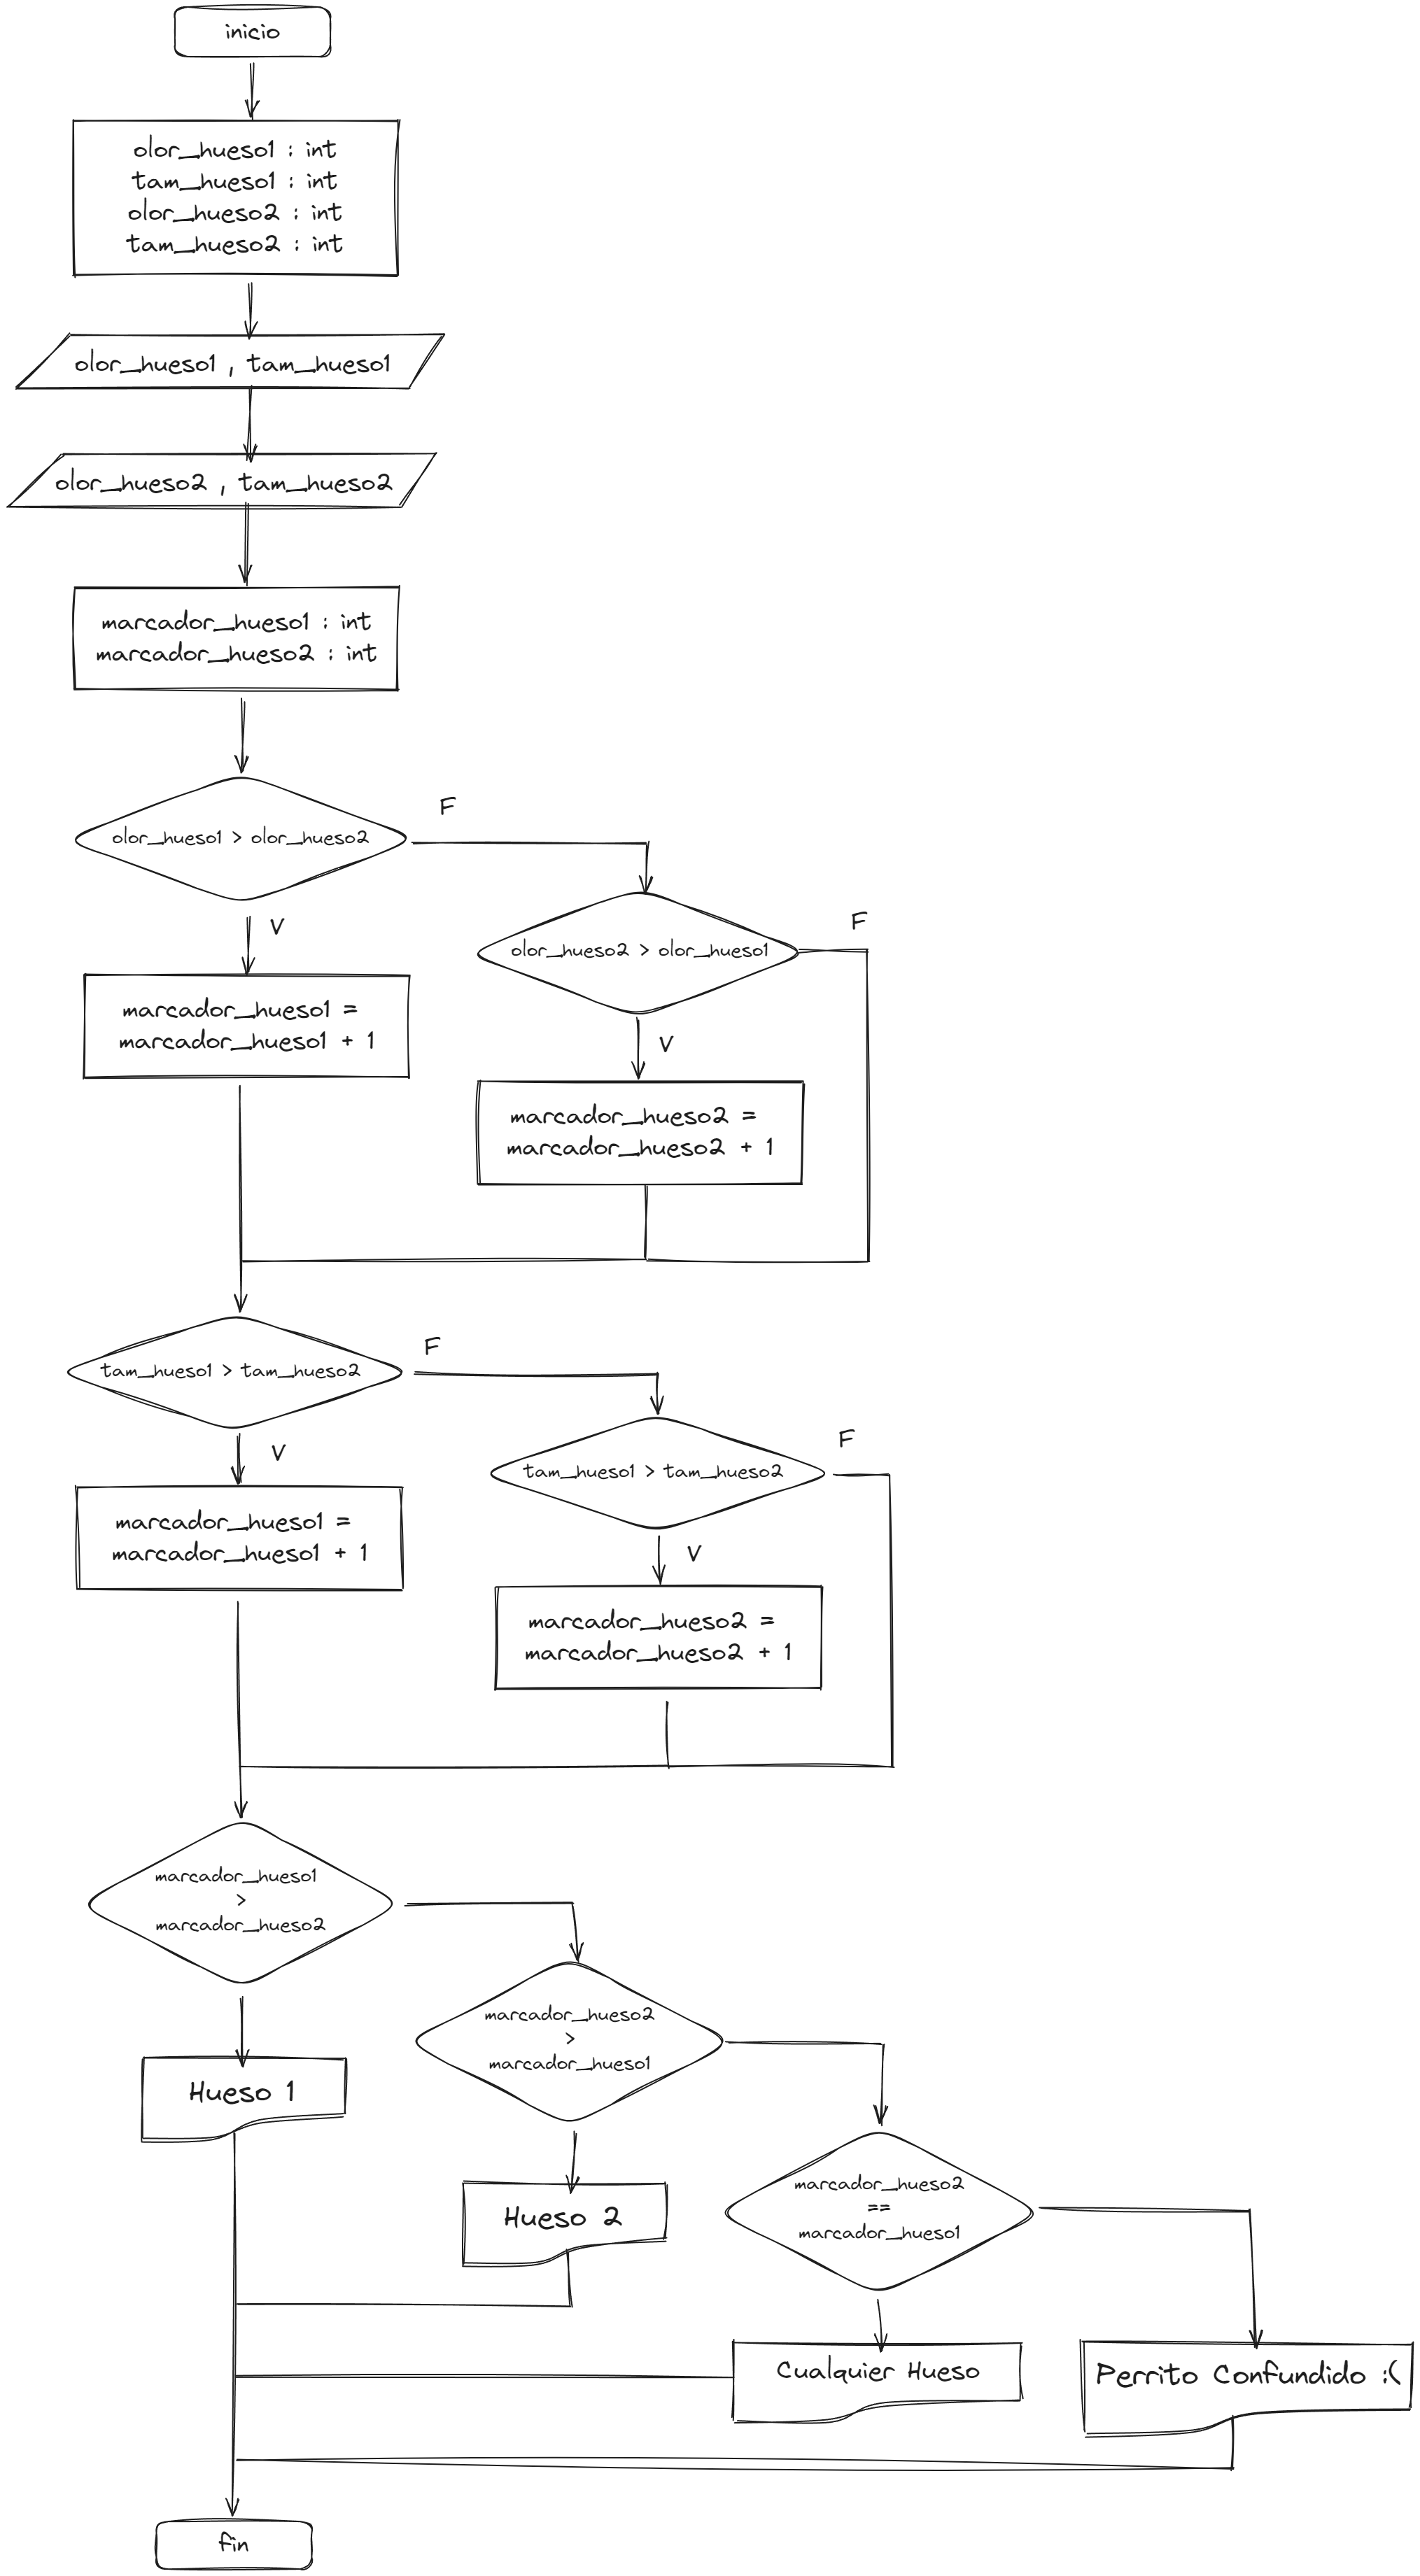 inicio
olor_hueso1 : int
tam_hueso1 : int
olor_hueso2 : int
tam_hueso2 : int
olor_hueso1 , tam_hueso1
olor_hueso2 , tam_hueso2
marcador_hueso1 : int
marcador_hueso2 : int
olor_hueso1 > olor_hueso2
F
V
marcador_hueso1 =
marcador_hueso1 + 1
olor_hueso2 > olor_hueso1
F
V
marcador_hueso2 =
marcador_hueso2 + 1
tam_hueso1 > tam_hueso2
F
V
marcador_hueso1 =
marcador_hueso1 + 1
tam_hueso1 > tam_hueso2
F
V
marcador_hueso2 =
marcador_hueso2 + 1
marcador_hueso1
>
marcador_hueso2
Hueso 1
marcador_hueso2
>
marcador_hueso1
Hueso 2
marcador_hueso2
==
marcador_hueso1
Cualquier Hueso
Perrito Confundido :(
fin